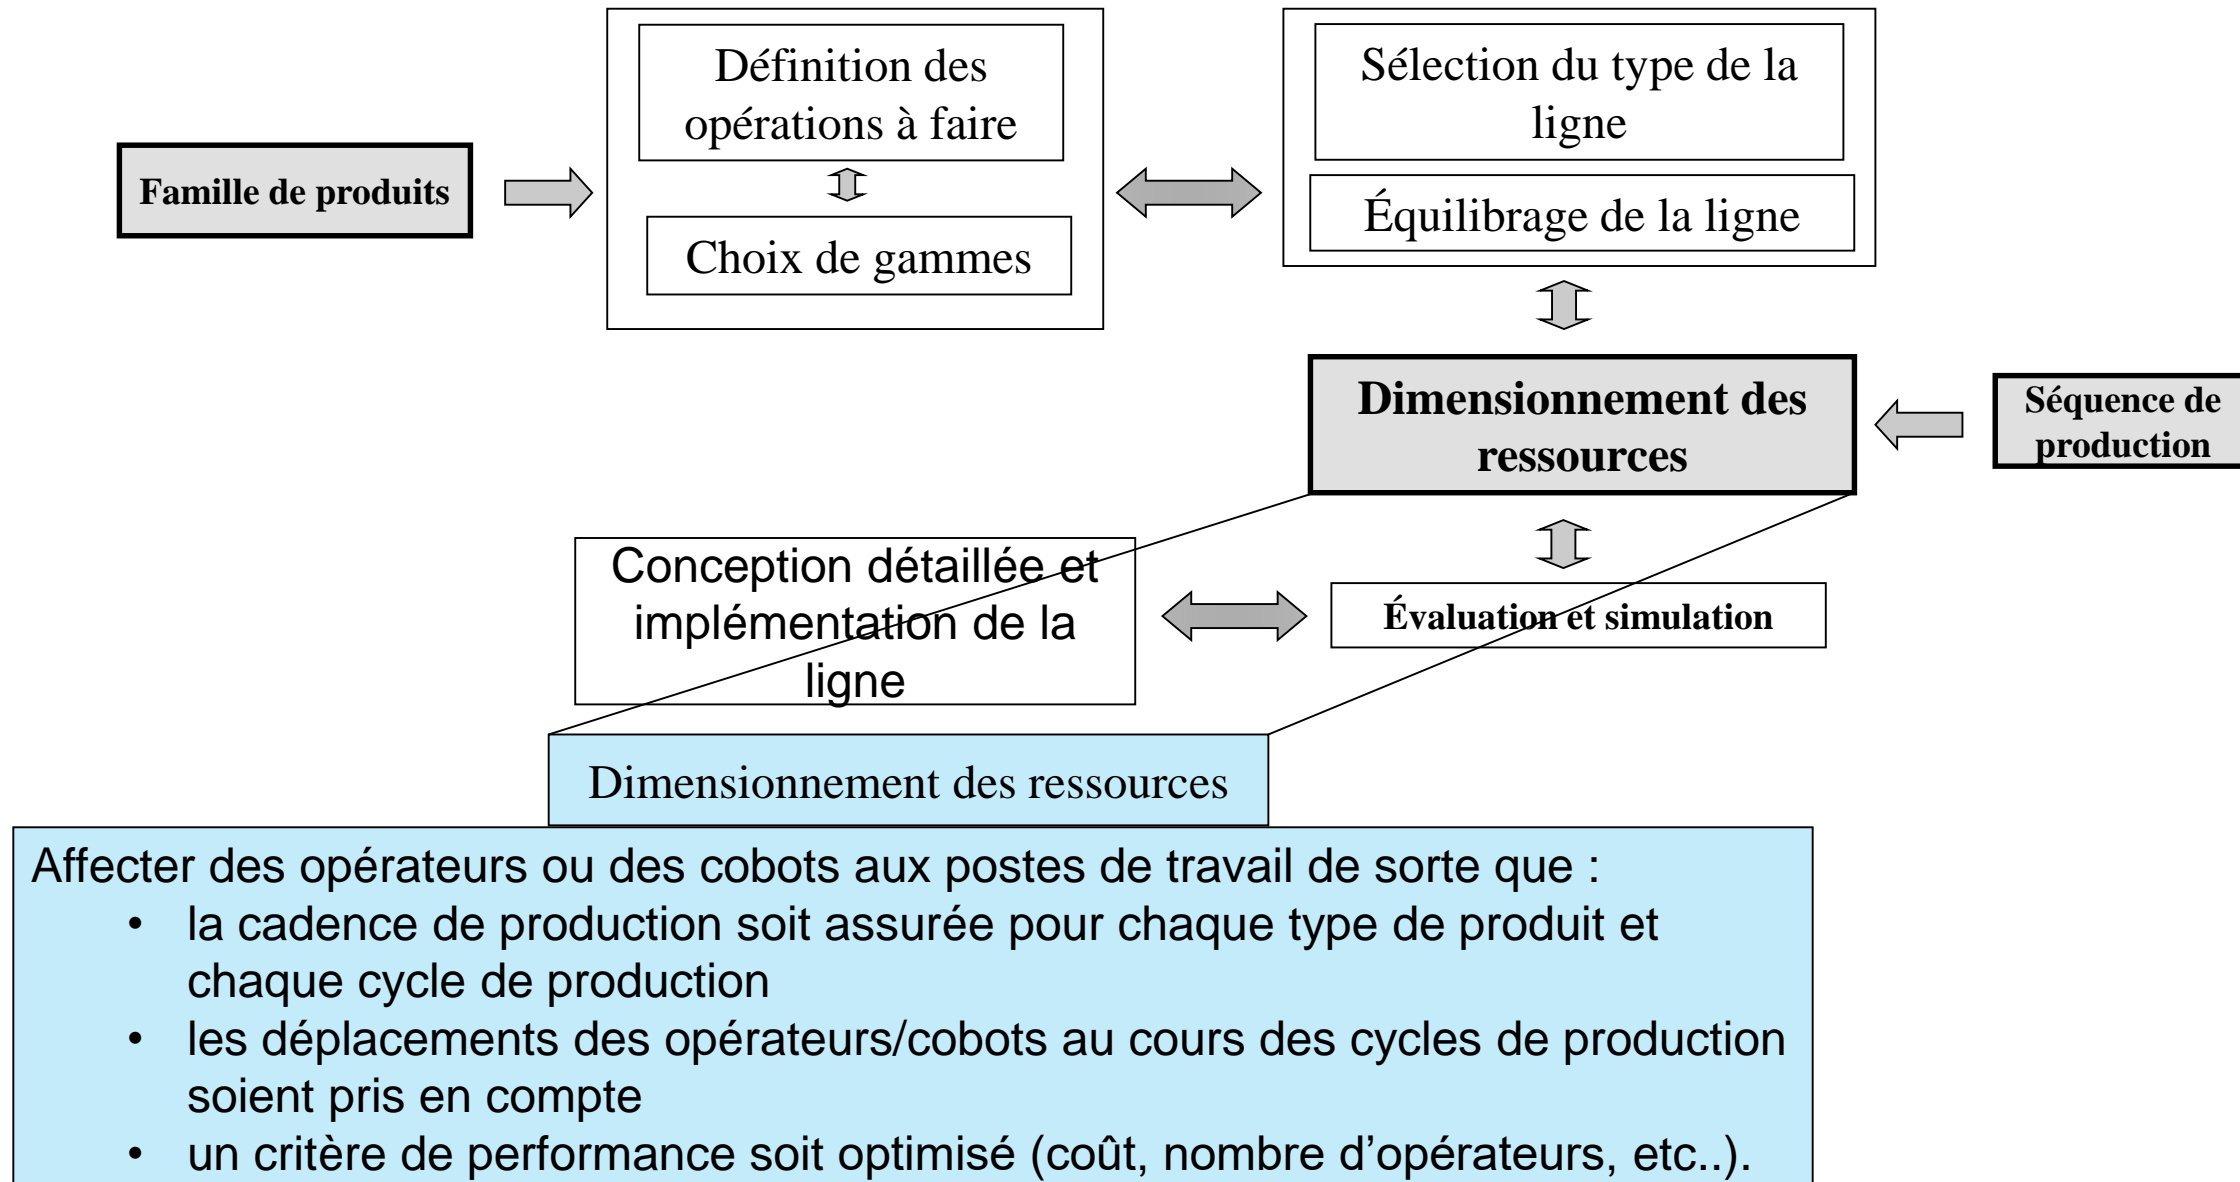 Définition des
opérations à faire
Sélection du type de la
ligne
Famille de produits
Choix de gammes
Équilibrage de la ligne
Dimensionnement des
ressources
Séquence de
production
Conception détaillée et
implémentation de la
ligne
Évaluation et simulation
Dimensionnement des ressources
Affecter des opérateurs ou des cobots aux postes de travail de sorte que :
• la cadence de production soit assurée pour chaque type de produit et
chaque cycle de production
• les déplacements des opérateurs/cobots au cours des cycles de production
soient pris en compte
• un critère de performance soit optimisé (coût, nombre d’opérateurs, etc..).